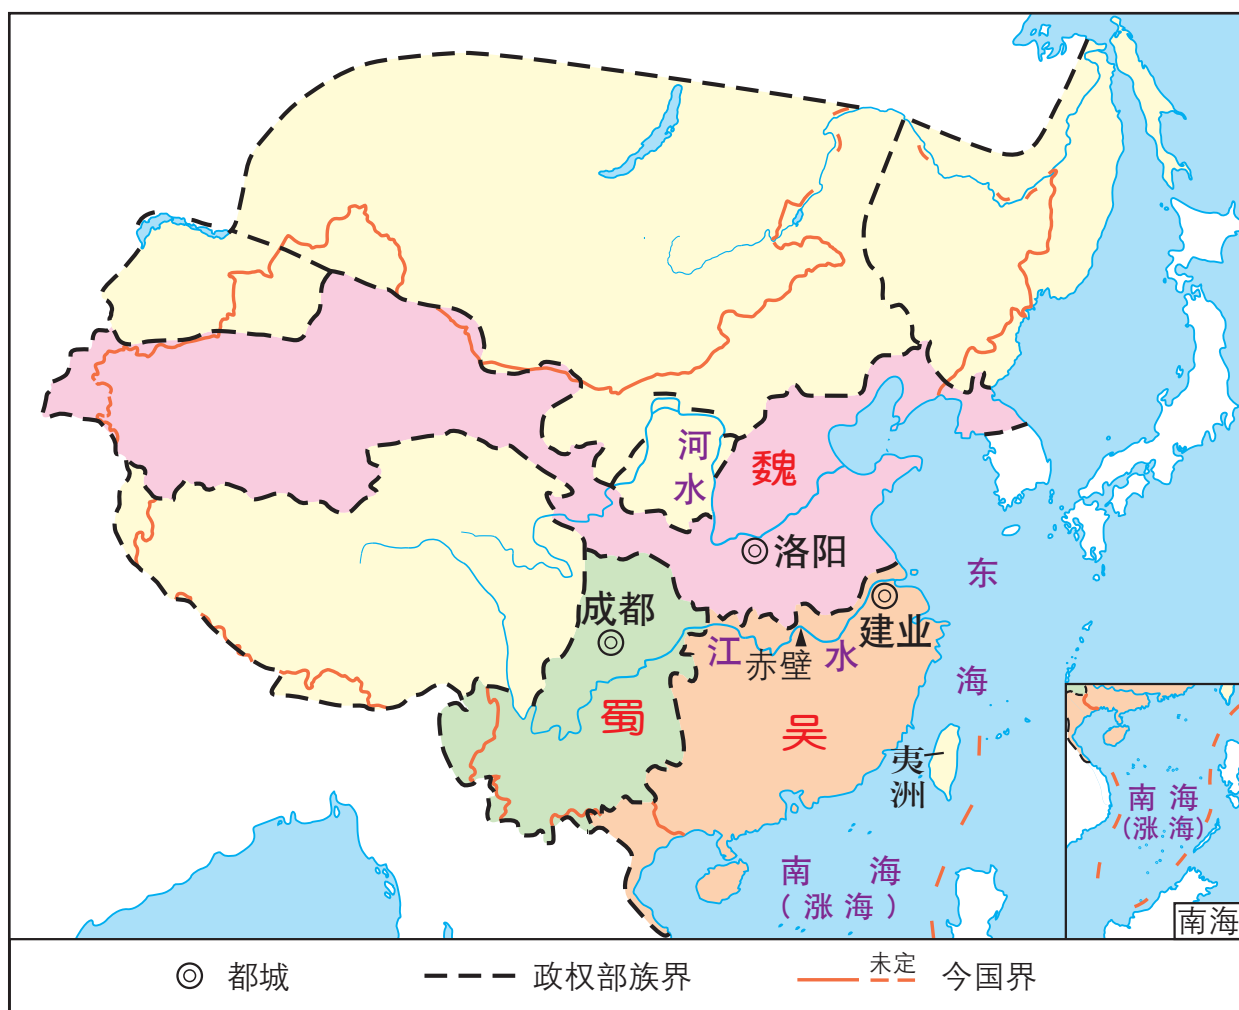 河
水
魏
洛阳
东
成都
建业
江
水
赤壁
海
蜀
吴
夷
洲
南海
(涨海)
南海
(涨海)
南海
都城
政权部族界
未定
今国界